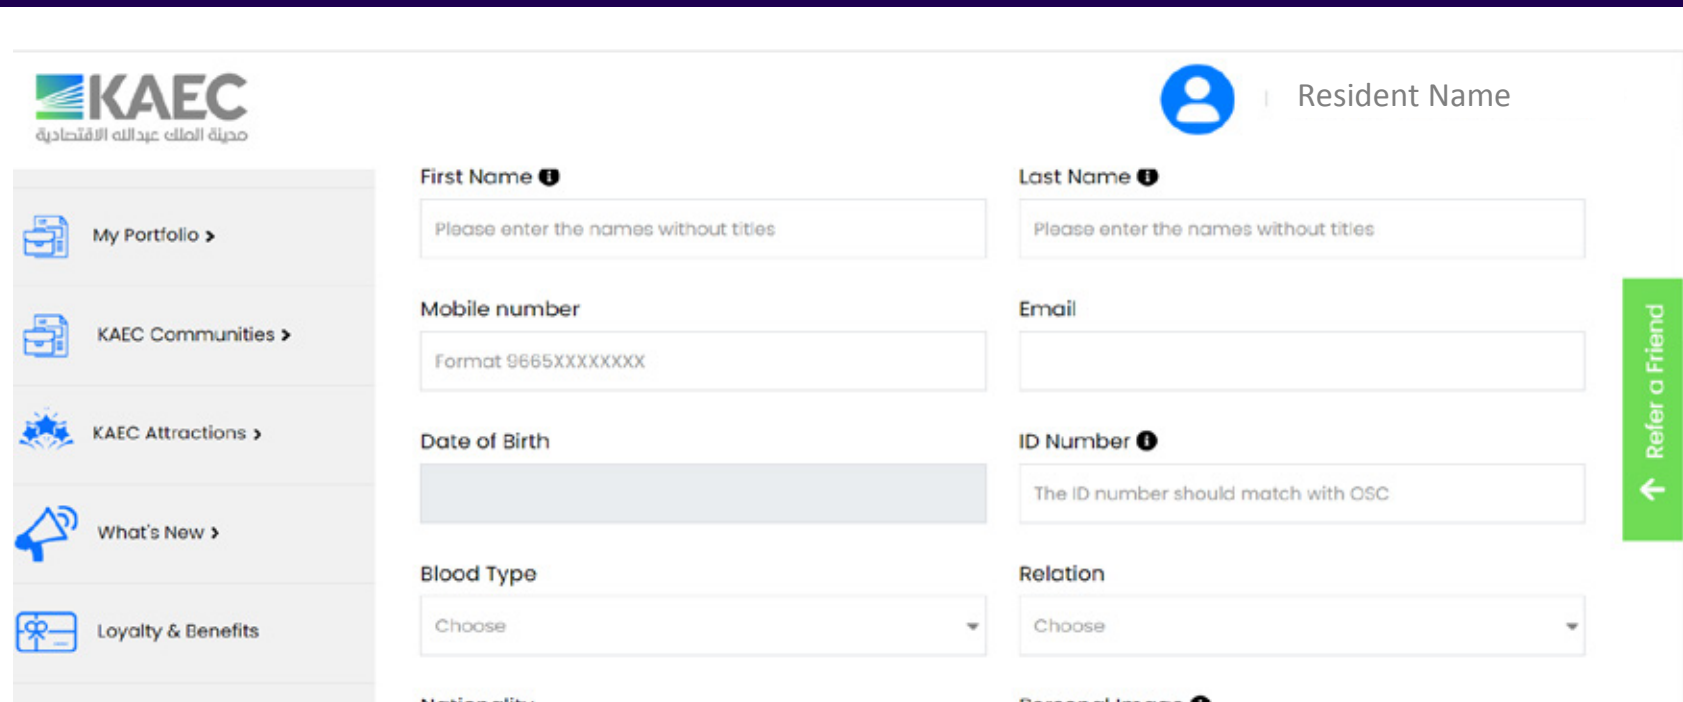 KAEC
مدينة الملك عبدالله الاقتصادية
Resident Name
My Portfolio >
KAEC Communities >
KAEC Attractions >
What's New >
Loyalty & Benefits
First Name
Last Name
Please enter the names without titles
Please enter the names without titles
Mobile number
Email
Format 9665XXXXXXXX
Date of Birth
ID Number
The ID number should match with OSC
Blood Type
Relation
Choose
Choose
Nationality
Personal Image
Refer a Friend